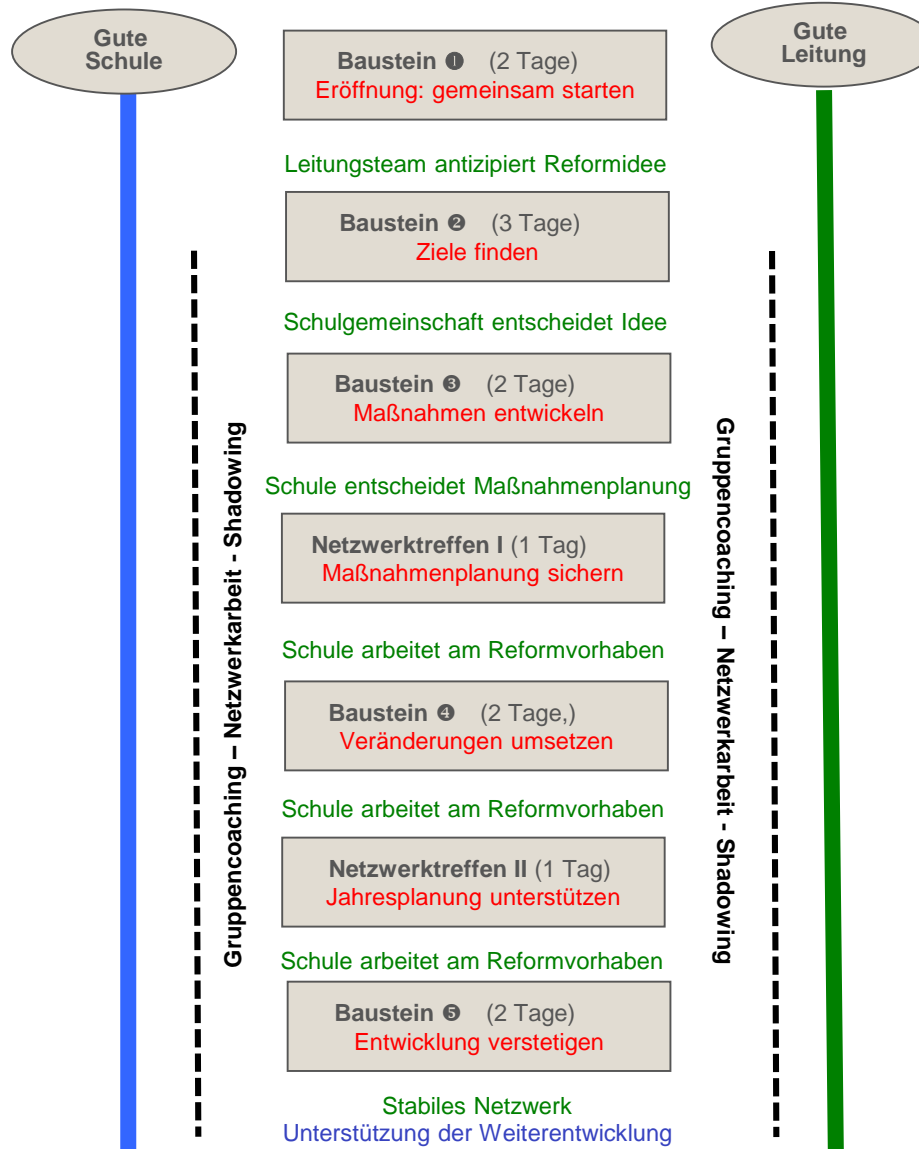 Gute
Schule
Gute
Leitung
Baustein ❶ (2 Tage)
Eröffnung: gemeinsam starten
Leitungsteam antizipiert Reformidee
Baustein ❷ (3 Tage)
Ziele finden
Schulgemeinschaft entscheidet Idee
Baustein ❸ (2 Tage)
Maßnahmen entwickeln
Schule entscheidet Maßnahmenplanung
Netzwerktreffen I (1 Tag)
Maßnahmenplanung sichern
Schule arbeitet am Reformvorhaben
Baustein ❹ (2 Tage,)
Veränderungen umsetzen
Schule arbeitet am Reformvorhaben
Netzwerktreffen II (1 Tag)
Jahresplanung unterstützen
Schule arbeitet am Reformvorhaben
Baustein ❺ (2 Tage)
Entwicklung verstetigen
Stabiles Netzwerk
Unterstützung der Weiterentwicklung
Gruppencoaching – Netzwerkarbeit - Shadowing
Gruppencoaching – Netzwerkarbeit - Shadowing